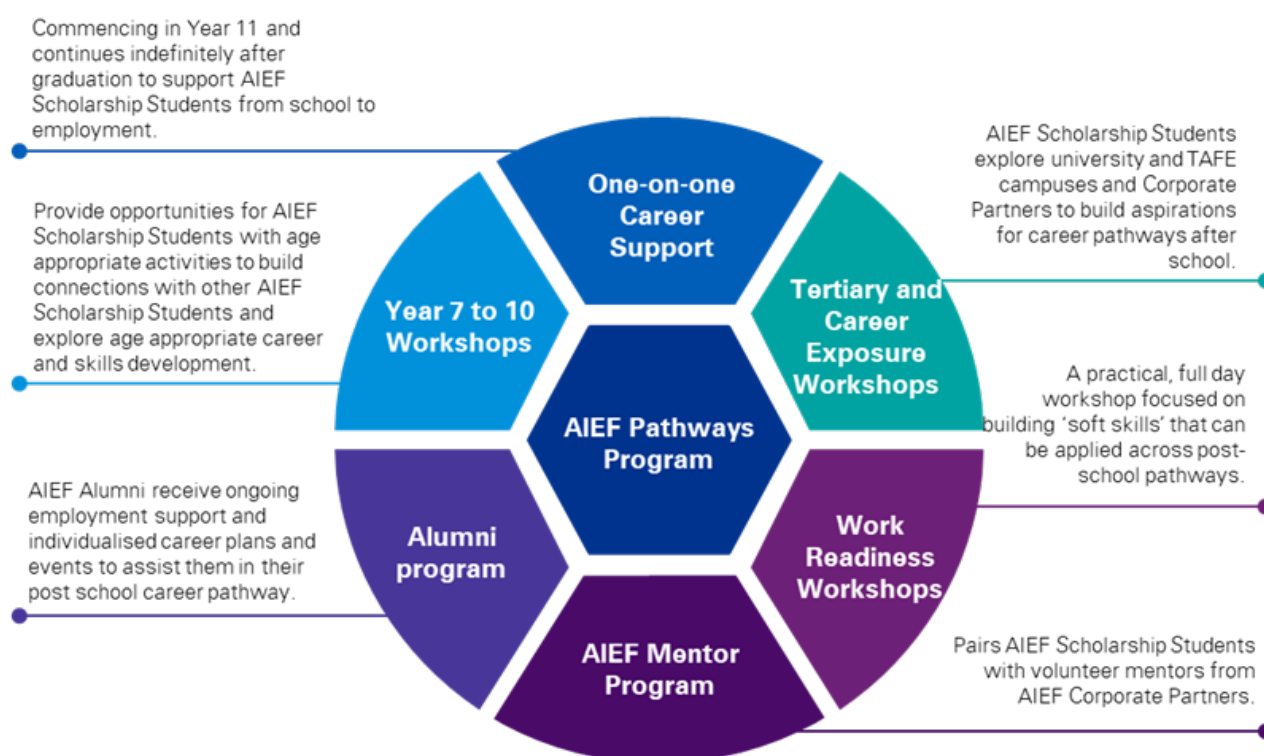 Commencing in Year 11 and
continues indefinitely after
graduation to support AIEF
Scholarship Students from school to
employment.
One-on-one
Career
Support
AIEF Scholarship Students
explore university and TAFE
campuses and Corporate
Partners to build aspirations
for career pathways after
school.
Provide opportunities for AIEF
Scholarship Students with age
appropriate activities to build
connections with other AIEF
Scholarship Students and
explore age appropriate career
and skills development.
Year 7 to 10
Workshops
Tertiary and
Career
Exposure
Workshops
AIEF Pathways
Program
A practical, full day
workshop focused on
building ‘soft skills’ that can
be applied across post-
school pathways.
AIEF Alumni receive ongoing
employment support and
individualised career plans and
events to assist them in their
post school career pathway.
Alumni
program
Work
Readiness
Workshops
AIEF Mentor
Program
Pairs AIEF Scholarship Students
with volunteer mentors from
AIEF Corporate Partners.